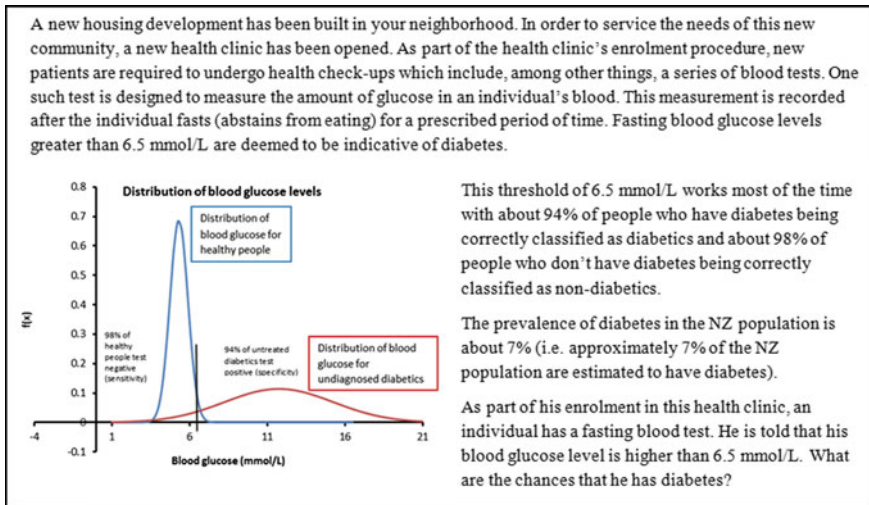 A new housing development has been built in your neighborhood. In order to service the needs of this new
community, a new health clinic has been opened. As part of the health clinic's enrolment procedure, new
patients are required to undergo health check-ups which include, among other things, a series of blood tests. One
such test is designed to measure the amount of glucose in an individual's blood. This measurement is recorded
after the individual fasts (abstains from eating) for a prescribed period of time. Fasting blood glucose levels
greater than 6.5 mmol/L are deemed to be indicative of diabetes.
Distribution of blood glucose levels
0.8
0.7
0.6
0.5
0.4
0.3
0.2
0.1
0
-0.1
f(x)
Distribution of
blood glucose for
healthy people
98% of
healthy
people test
negative
(sensitivity)
94% of untreated
diabetics test
positive (specificity)
Distribution of blood
glucose for
undiagnosed diabetics
-4 1 6 11 16 21
Blood glucose (mmol/L)
This threshold of 6.5 mmol/L works most of the time
with about 94% of people who have diabetes being
correctly classified as diabetics and about 98% of
people who don't have diabetes being correctly
classified as non-diabetics.
The prevalence of diabetes in the NZ population is
about 7% (i.e. approximately 7% of the NZ
population are estimated to have diabetes).
As part of his enrolment in this health clinic, an
individual has a fasting blood test. He is told that his
blood glucose level is higher than 6.5 mmol/L. What
are the chances that he has diabetes?